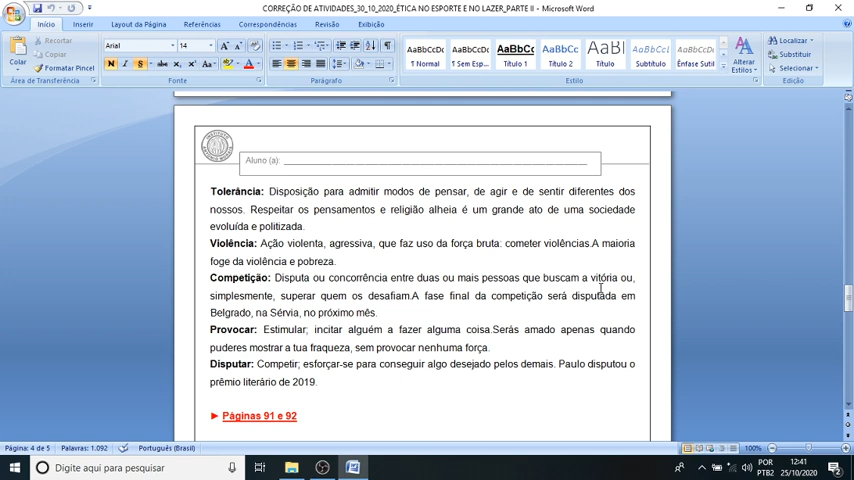 CORREÇÃO DE ATIVIDADES_30_10_2020_ÉTICA NO ESPORTE E NO LAZER_PARTE II - Microsoft Word
Início Inserir Layout da Página Referências Correspondências Revisão Exibição
Colar
Recortar
Copiar
Formatar Pincel
Área de Transferência
Arial 14
N I S abc x₂ x² Aa
Fonte
Parágrafo
AaBbCcDc AaBbCcDc AaBbCc AaBbCc AaBl AaBbCcL AaBbCcDc
¶ Normal ¶ Sem Esp... Título 1 Título 2 Título Subtítulo Ênfase Sutil
Alterar Estilos
Estilo
Localizar
Substituir
Selecionar
Edição
Aluno (a):
Tolerância: Disposição para admitir modos de pensar, de agir e de sentir diferentes dos
nossos. Respeitar os pensamentos e religião alheia é um grande ato de uma sociedade
evoluída e politizada.
Violência: Ação violenta, agressiva, que faz uso da força bruta: cometer violências.A maioria
foge da violência e pobreza.
Competição: Disputa ou concorrência entre duas ou mais pessoas que buscam a vitória ou,
simplesmente, superar quem os desafiam.A fase final da competição será disputada em
Belgrado, na Sérvia, no próximo mês.
Provocar: Estimular; incitar alguém a fazer alguma coisa.Serás amado apenas quando
puderes mostrar a tua fraqueza, sem provocar nenhuma força.
Disputar: Competir; esforçar-se para conseguir algo desejado pelos demais. Paulo disputou o
prêmio literário de 2019.
► Páginas 91 e 92
Página: 4 de 5 Palavras: 1.092 Português (Brasil) 100%
Digite aqui para pesquisar
POR
PTB2
12:41
25/10/2020
2